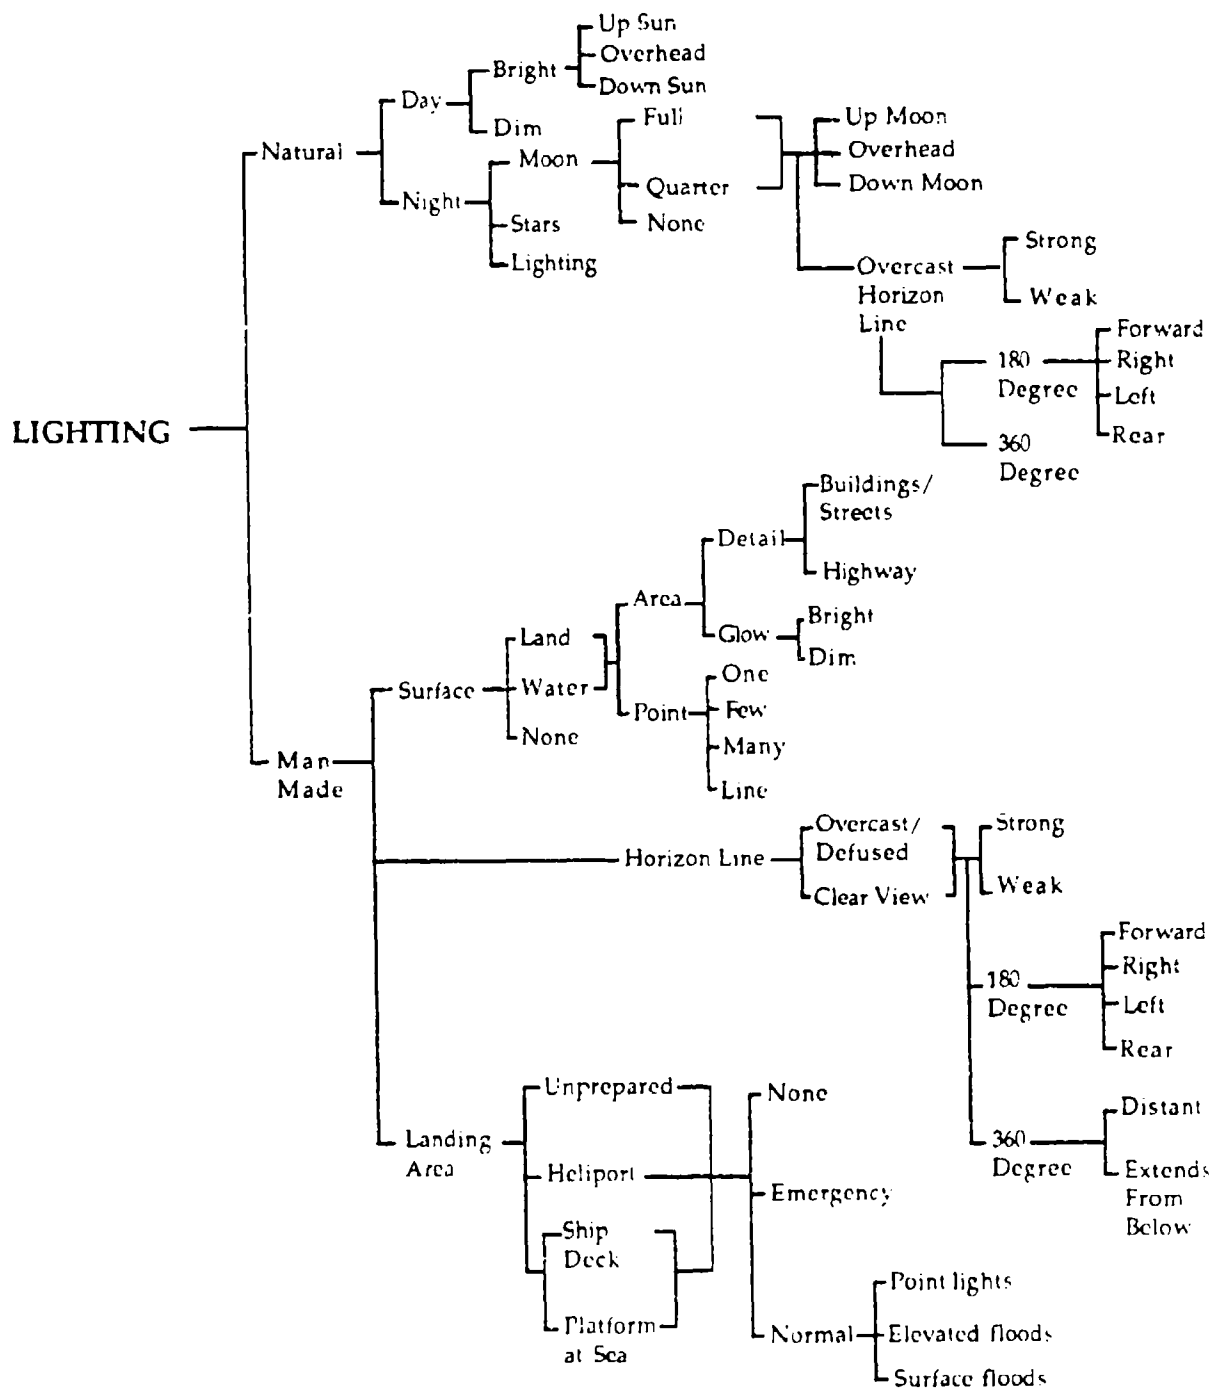 Up Sun
Overhead
Down Sun
Bright
Day
Dim
Natural
Night
Moon
Stars
Lighting
Full
Quarter
None
Up Moon
Overhead
Down Moon
Overcast
Horizon
Line
Strong
Weak
180
Degree
Forward
Right
Left
Rear
360
Degree
LIGHTING
Buildings/
Streets
Detail
Highway
Area
Glow
Bright
Dim
Land
Surface
Water
None
Point
One
Few
Many
Line
Man
Made
Horizon Line
Overcast/
Defused
Clear View
Strong
Weak
180
Degree
Forward
Right
Left
Rear
360
Degree
Distant
Extends
From
Below
Landing
Area
Unprepared
Heliport
Ship
Deck
Platform
at Sea
None
Emergency
Normal
Point lights
Elevated floods
Surface floods